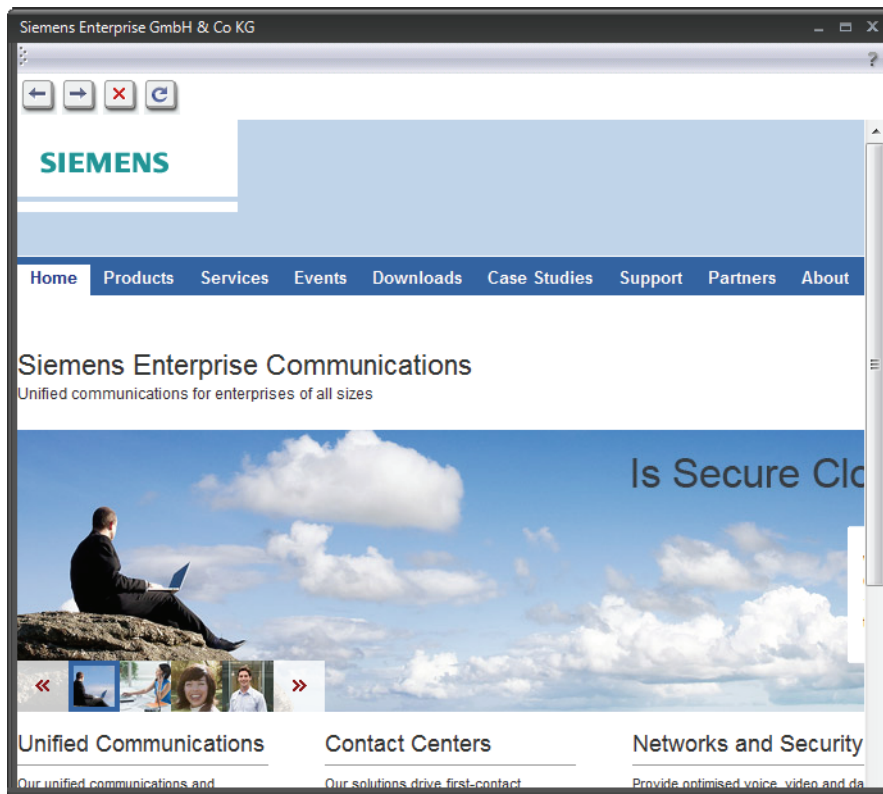 Siemens Enterprise GmbH & Co KG
?
SIEMENS
Home Products Services Events Downloads Case Studies Support Partners About
Siemens Enterprise Communications
Unified communications for enterprises of all sizes
Is Secure Clo
Unified Communications Contact Centers Networks and Security
Our unified communications and Our solutions drive first-contact Provide optimised voice, video and da